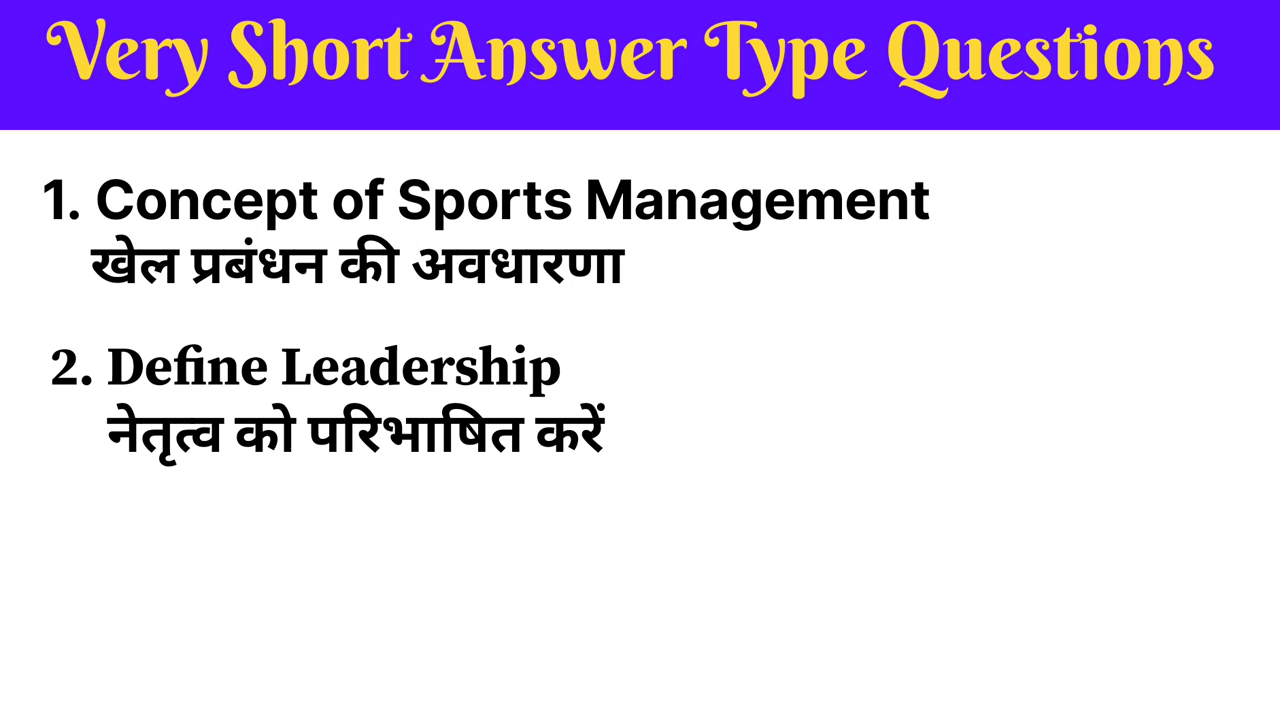 Very Short Answer Type Questions
1. Concept of Sports Management
खेल प्रबंधन की अवधारणा
2. Define Leadership
नेतृत्व को परिभाषित करें